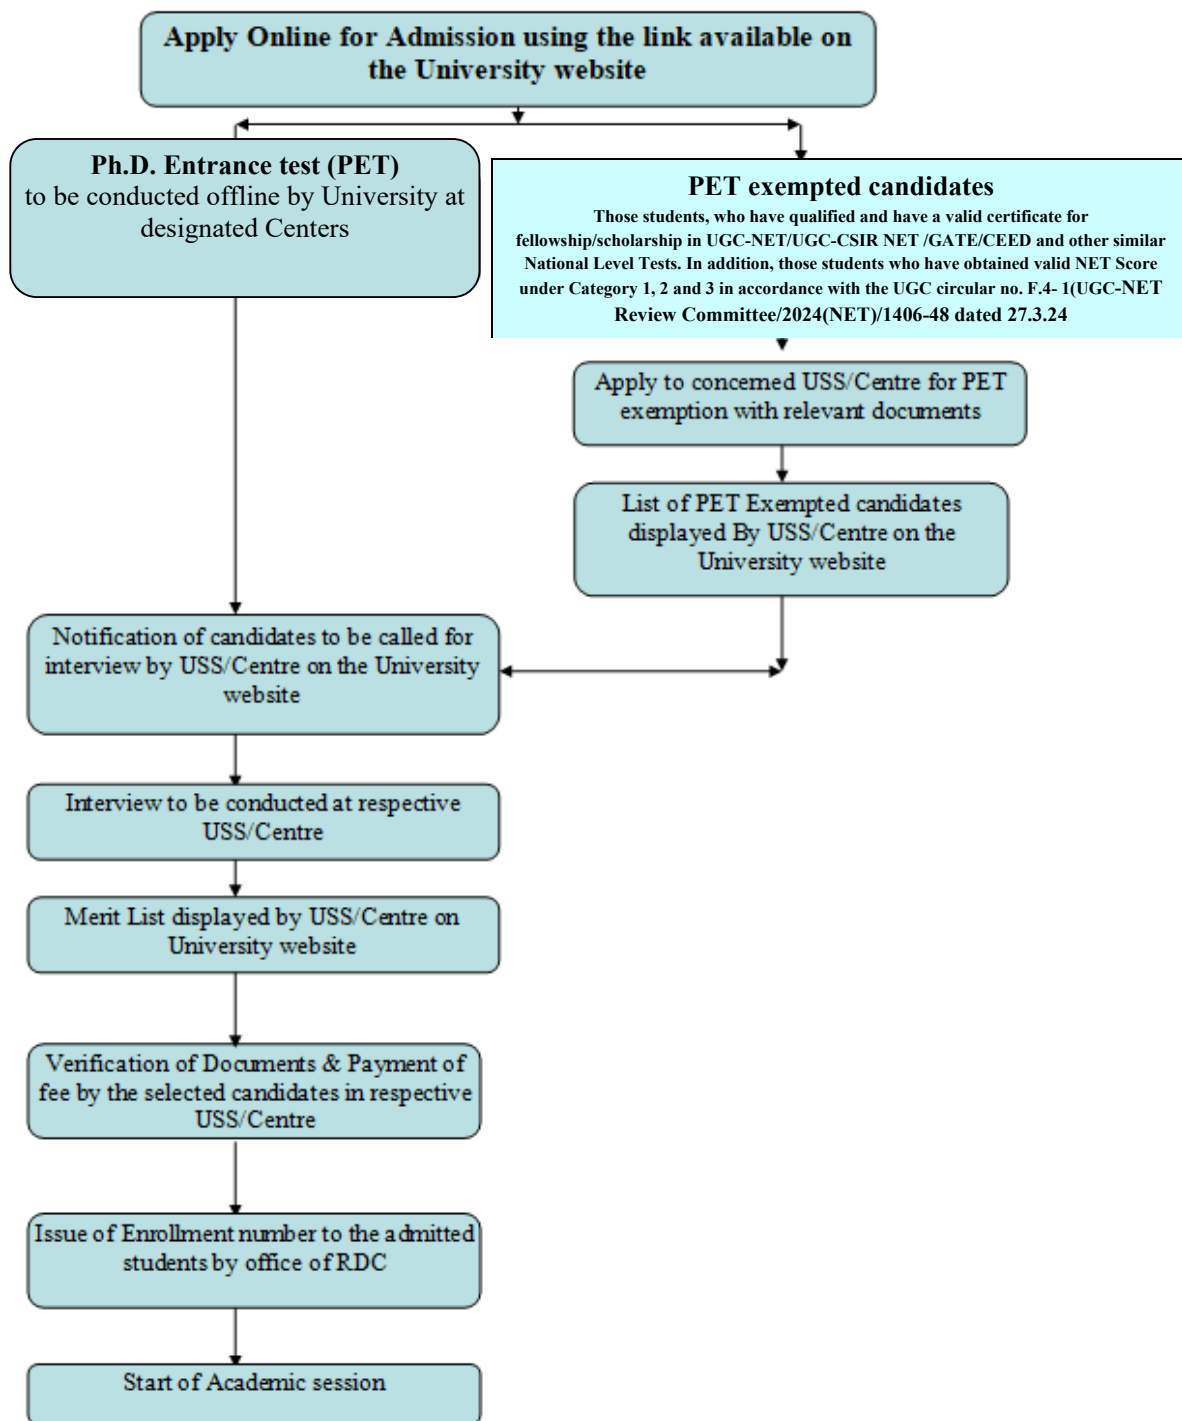 Apply Online for Admission using the link available on
the University website
Ph.D. Entrance test (PET)
to be conducted offline by University at
designated Centers
PET exempted candidates
Those students, who have qualified and have a valid certificate for
fellowship/scholarship in UGC-NET/UGC-CSIR NET /GATE/CEED and other similar
National Level Tests. In addition, those students who have obtained valid NET Score
under Category 1, 2 and 3 in accordance with the UGC circular no. F.4- 1(UGC-NET
Review Committee/2024(NET)/1406-48 dated 27.3.24
Apply to concerned USS/Centre for PET
exemption with relevant documents
List of PET Exempted candidates
displayed By USS/Centre on the
University website
Notification of candidates to be called for
interview by USS/Centre on the University
website
Interview to be conducted at respective
USS/Centre
Merit List displayed by USS/Centre on
University website
Verification of Documents & Payment of
fee by the selected candidates in respective
USS/Centre
Issue of Enrollment number to the admitted
students by office of RDC
Start of Academic session